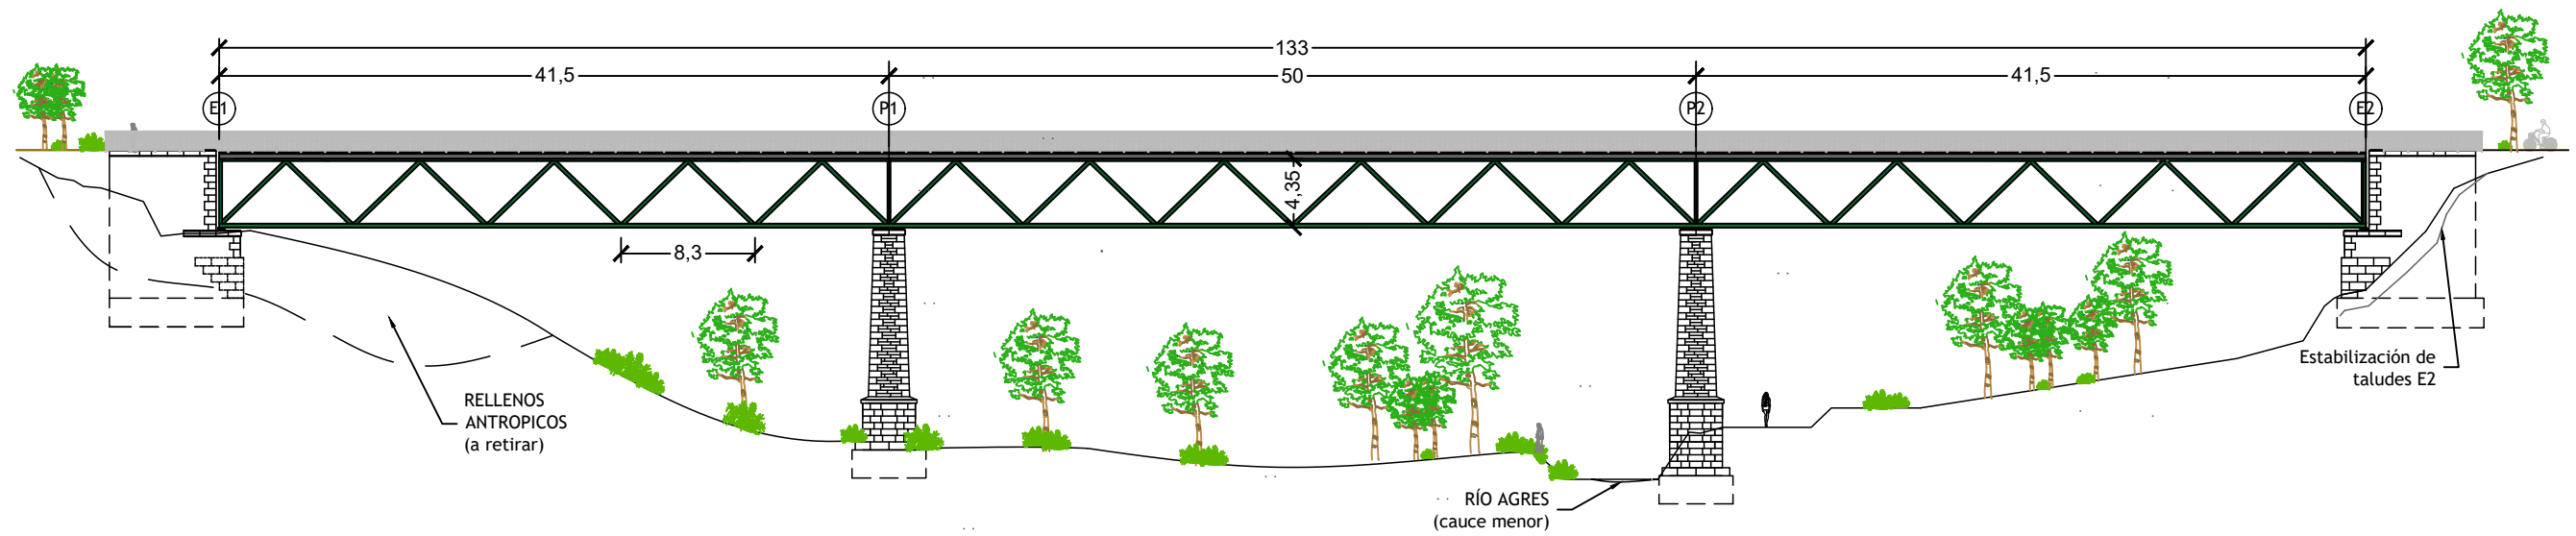 133
41,5
50
41,5
E1
P1
P2
E2
4,35
8,3
RELLENOS
ANTROPICOS
(a retirar)
Estabilización de
taludes E2
RÍO AGRES
(cauce menor)